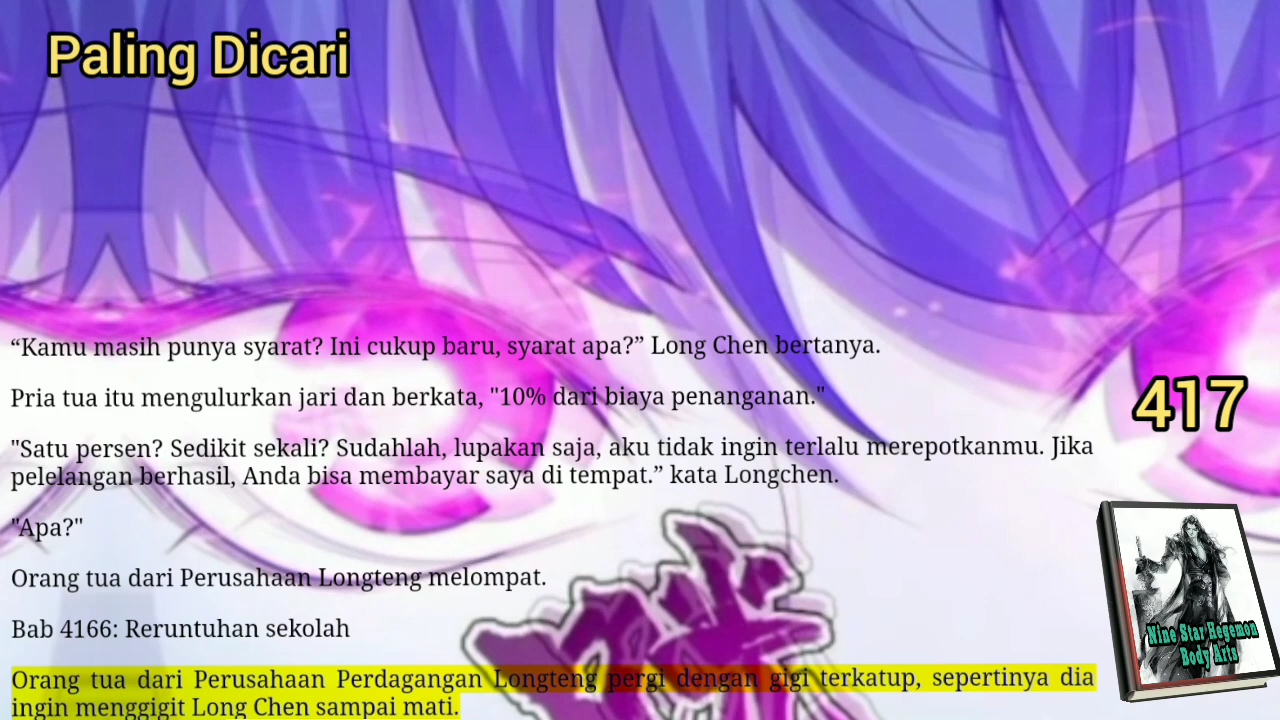 Paling Dicari
“Kamu masih punya syarat? Ini cukup baru, syarat apa?” Long Chen bertanya.
Pria tua itu mengulurkan jari dan berkata, "10% dari biaya penanganan."
"Satu persen? Sedikit sekali? Sudahlah, lupakan saja, aku tidak ingin terlalu merepotkanmu. Jika
pelelangan berhasil, Anda bisa membayar saya di tempat.” kata Longchen.
"Apa?"
Orang tua dari Perusahaan Longteng melompat.
Bab 4166: Reruntuhan sekolah
Orang tua dari Perusahaan Perdagangan Longteng pergi dengan gigi terkatup, sepertinya dia
ingin menggigit Long Chen sampai mati.
417
Nine Star Hegemon
Body Arts